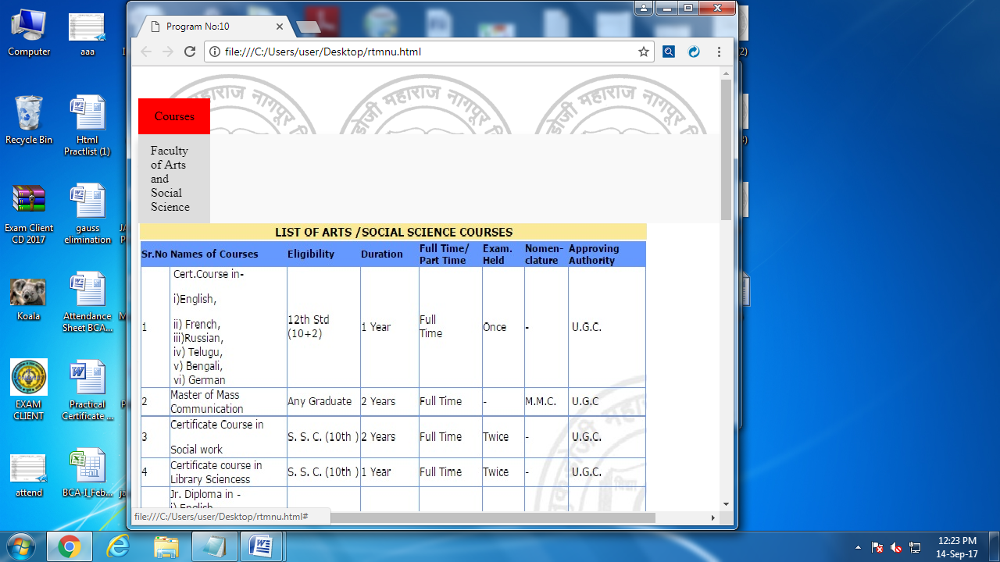 Computer
aaa
Recycle Bin
Html
Practlist (1)
Exam Client
CD 2017
gauss
elimination
Koala
Attendance
Sheet BCA...
EXAM
CLIENT
Practical
Certificate ...
attend
BCA-I_Feb...
Program No:10
file:///C:/Users/user/Desktop/rtmnu.html
महाराज नागपूर
डोजी महाराज नागपूर
डोजी महाराज नागपूर
Courses
Faculty
of Arts
and
Social
Science
LIST OF ARTS /SOCIAL SCIENCE COURSES
Sr.No Names of Courses Eligibility Duration Full Time/ Part Time Exam. Held Nomen-clature Approving Authority
1
Cert.Course in-
i)English,
ii) French,
iii)Russian,
iv) Telugu,
v) Bengali,
vi) German
12th Std
(10+2)
1 Year
Full
Time
Once
-
U.G.C.
2
Master of Mass
Communication
Any Graduate
2 Years
Full Time
-
M.M.C.
U.G.C
3
Certificate Course in
Social work
S. S. C. (10th )
2 Years
Full Time
Twice
-
U.G.C.
4
Certificate course in
Library Sciencess
S. S. C. (10th )
1 Year
Full Time
Twice
-
U.G.C.
Jr. Diploma in -
i) English
file:///C:/Users/user/Desktop/rtmnu.html#
12:23 PM
14-Sep-17